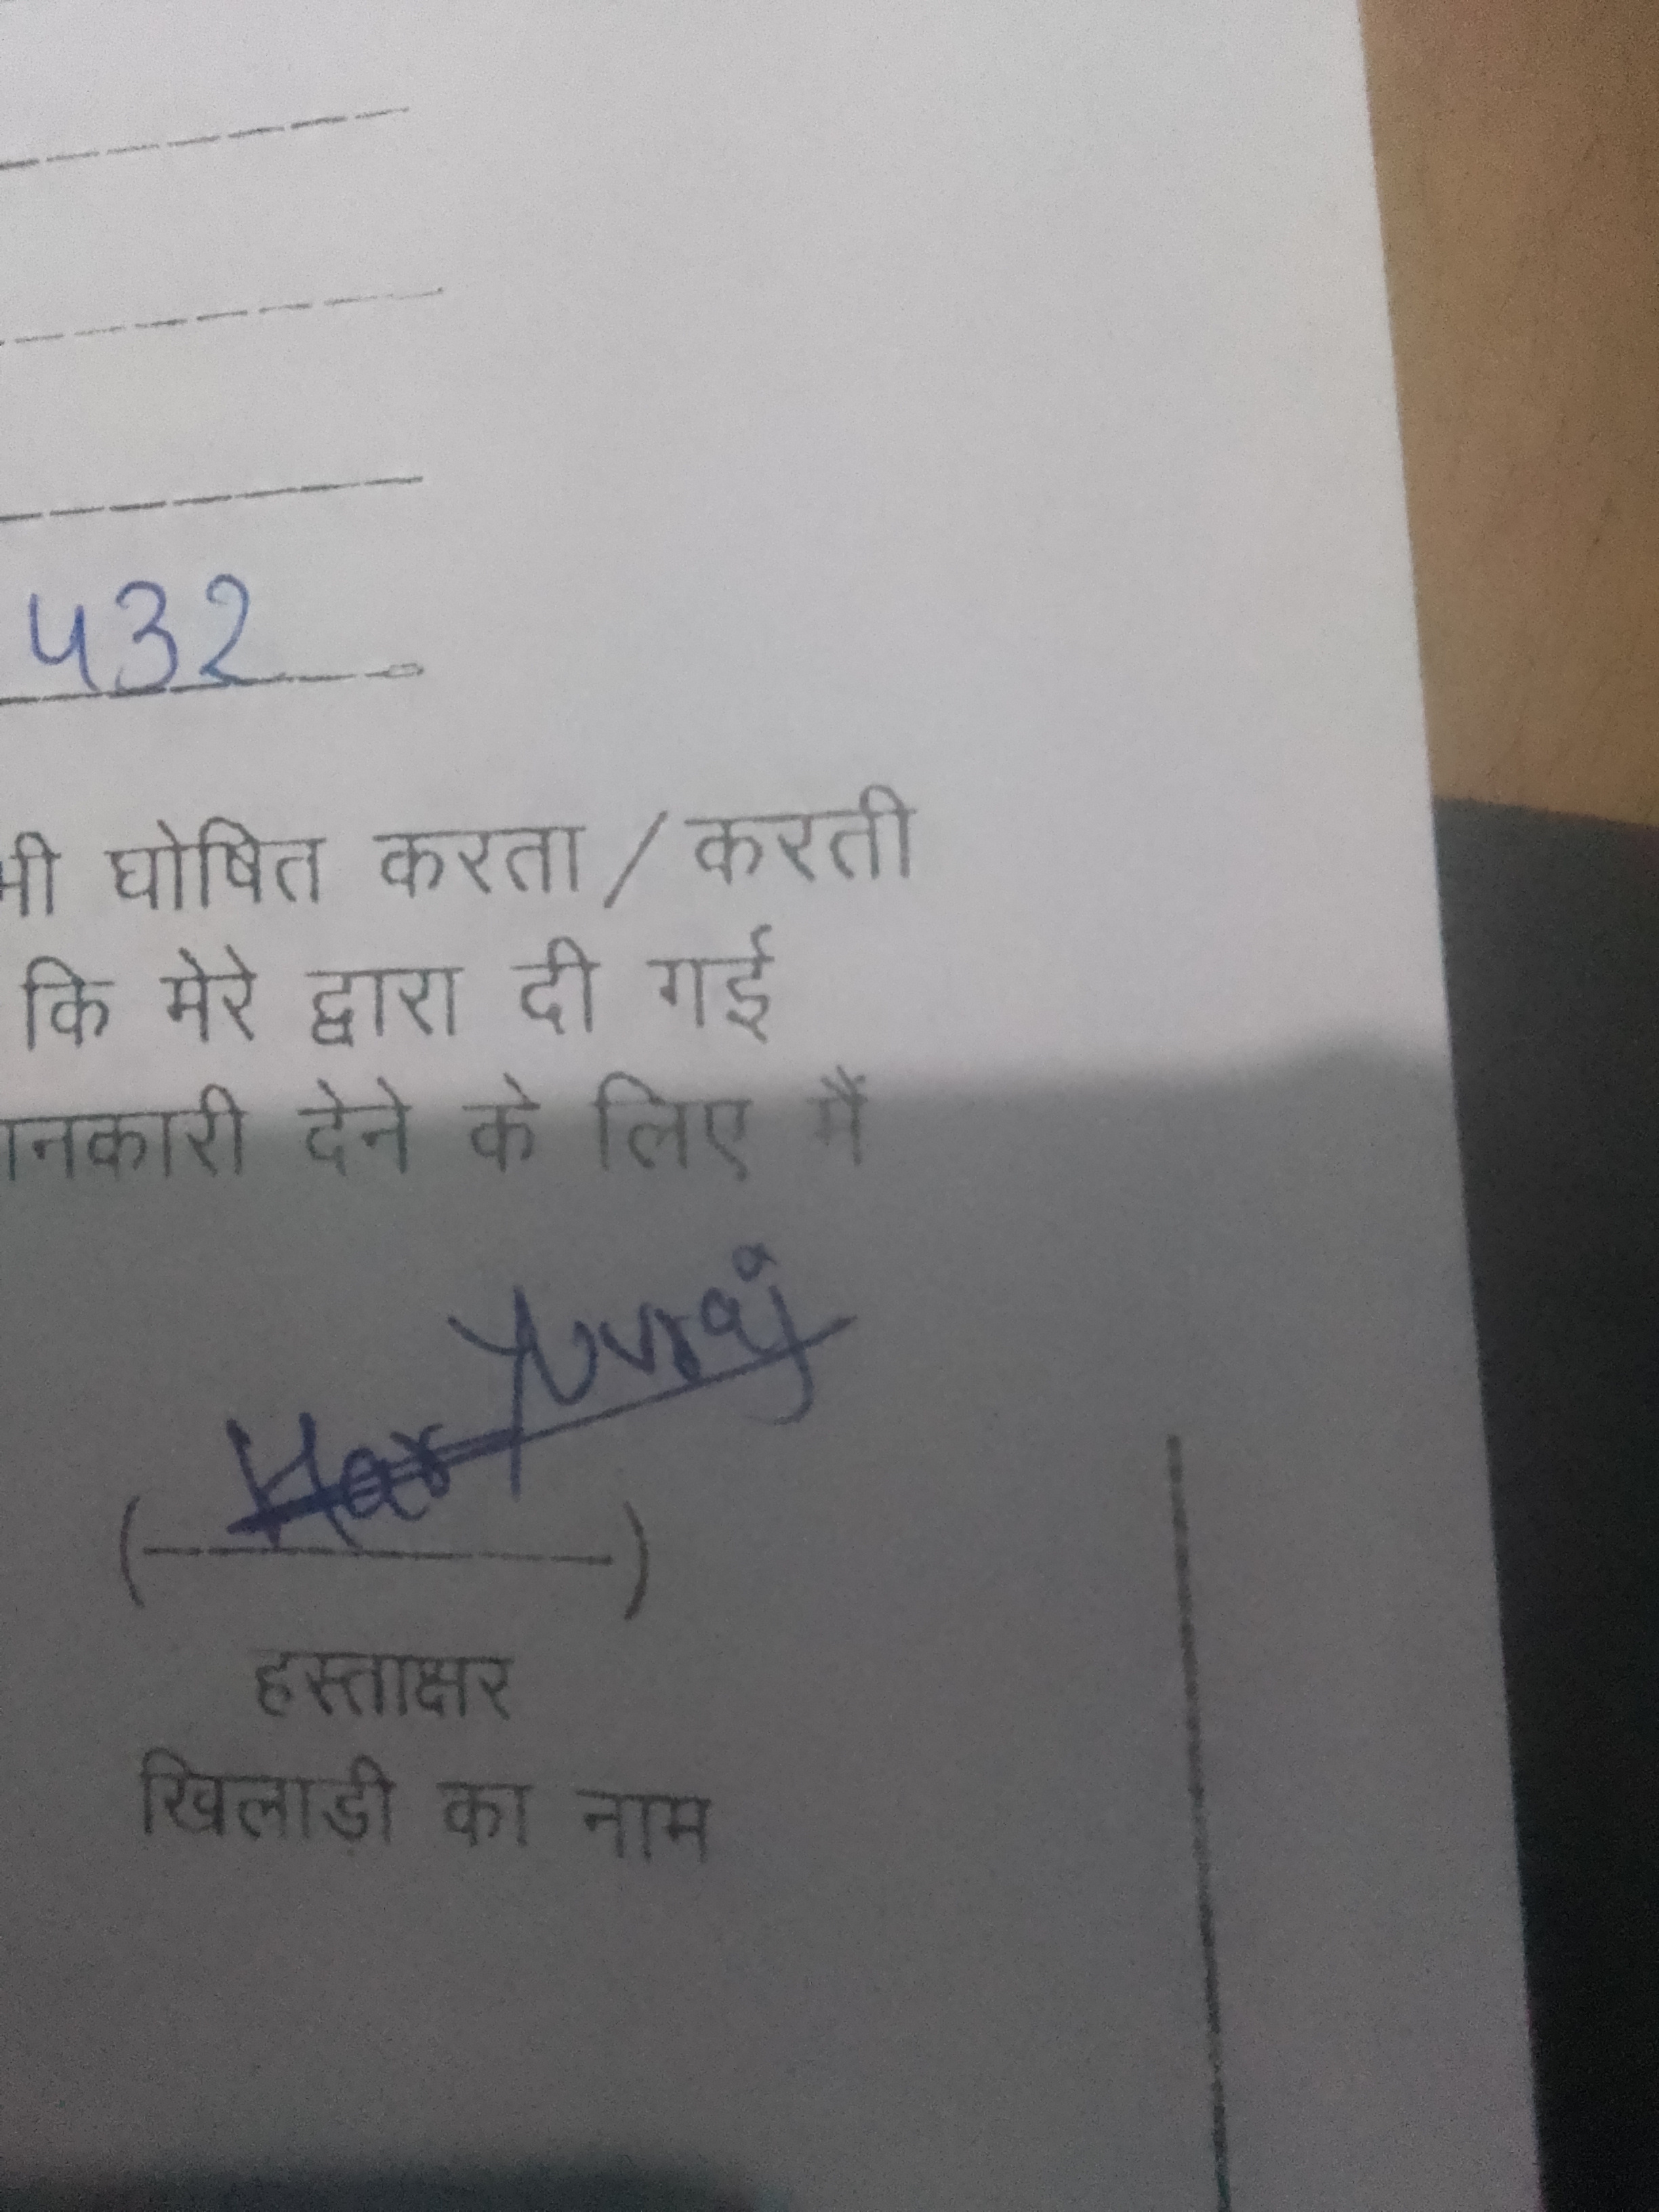 432
भी घोषित करता / करती
कि मेरे द्वारा दी गई
ानकारी देने के लिए मैं
Yuvraj
(————)
हस्ताक्षर
खिलाड़ी का नाम